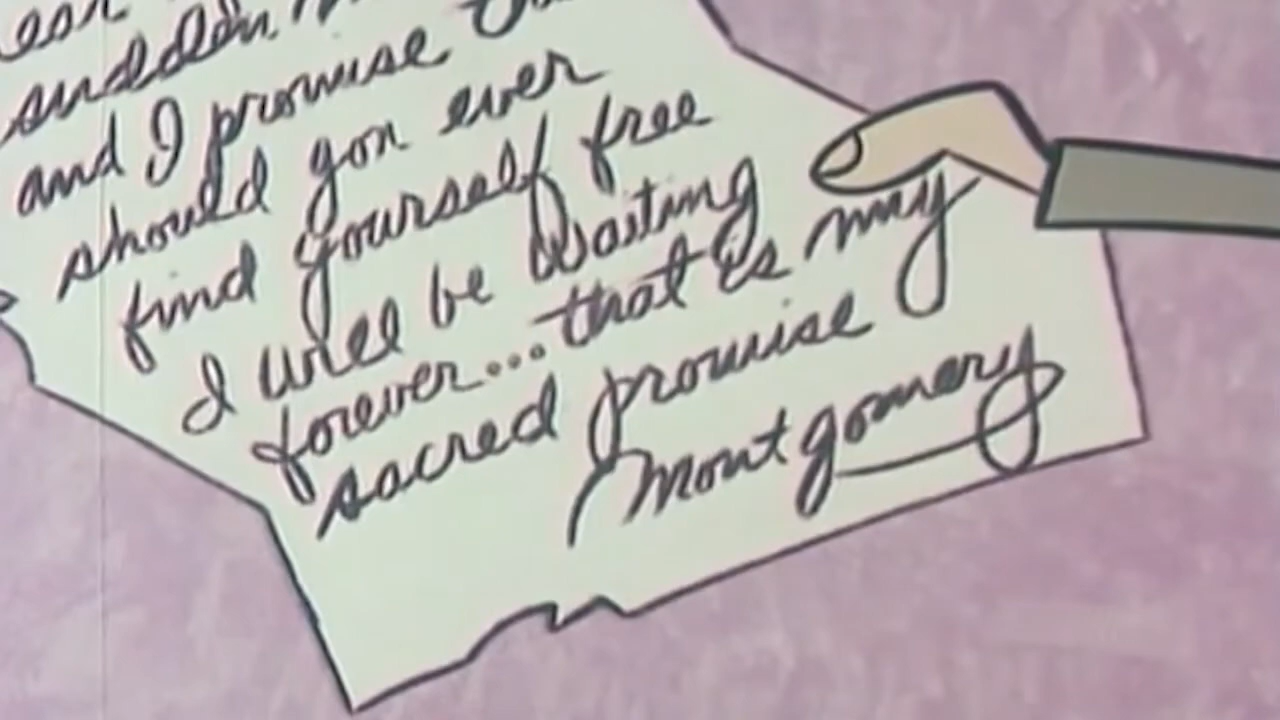 sudden
and I promise
should you ever
find yourself free
I will be Waiting
forever...that is my
sacred promise
Montgomery